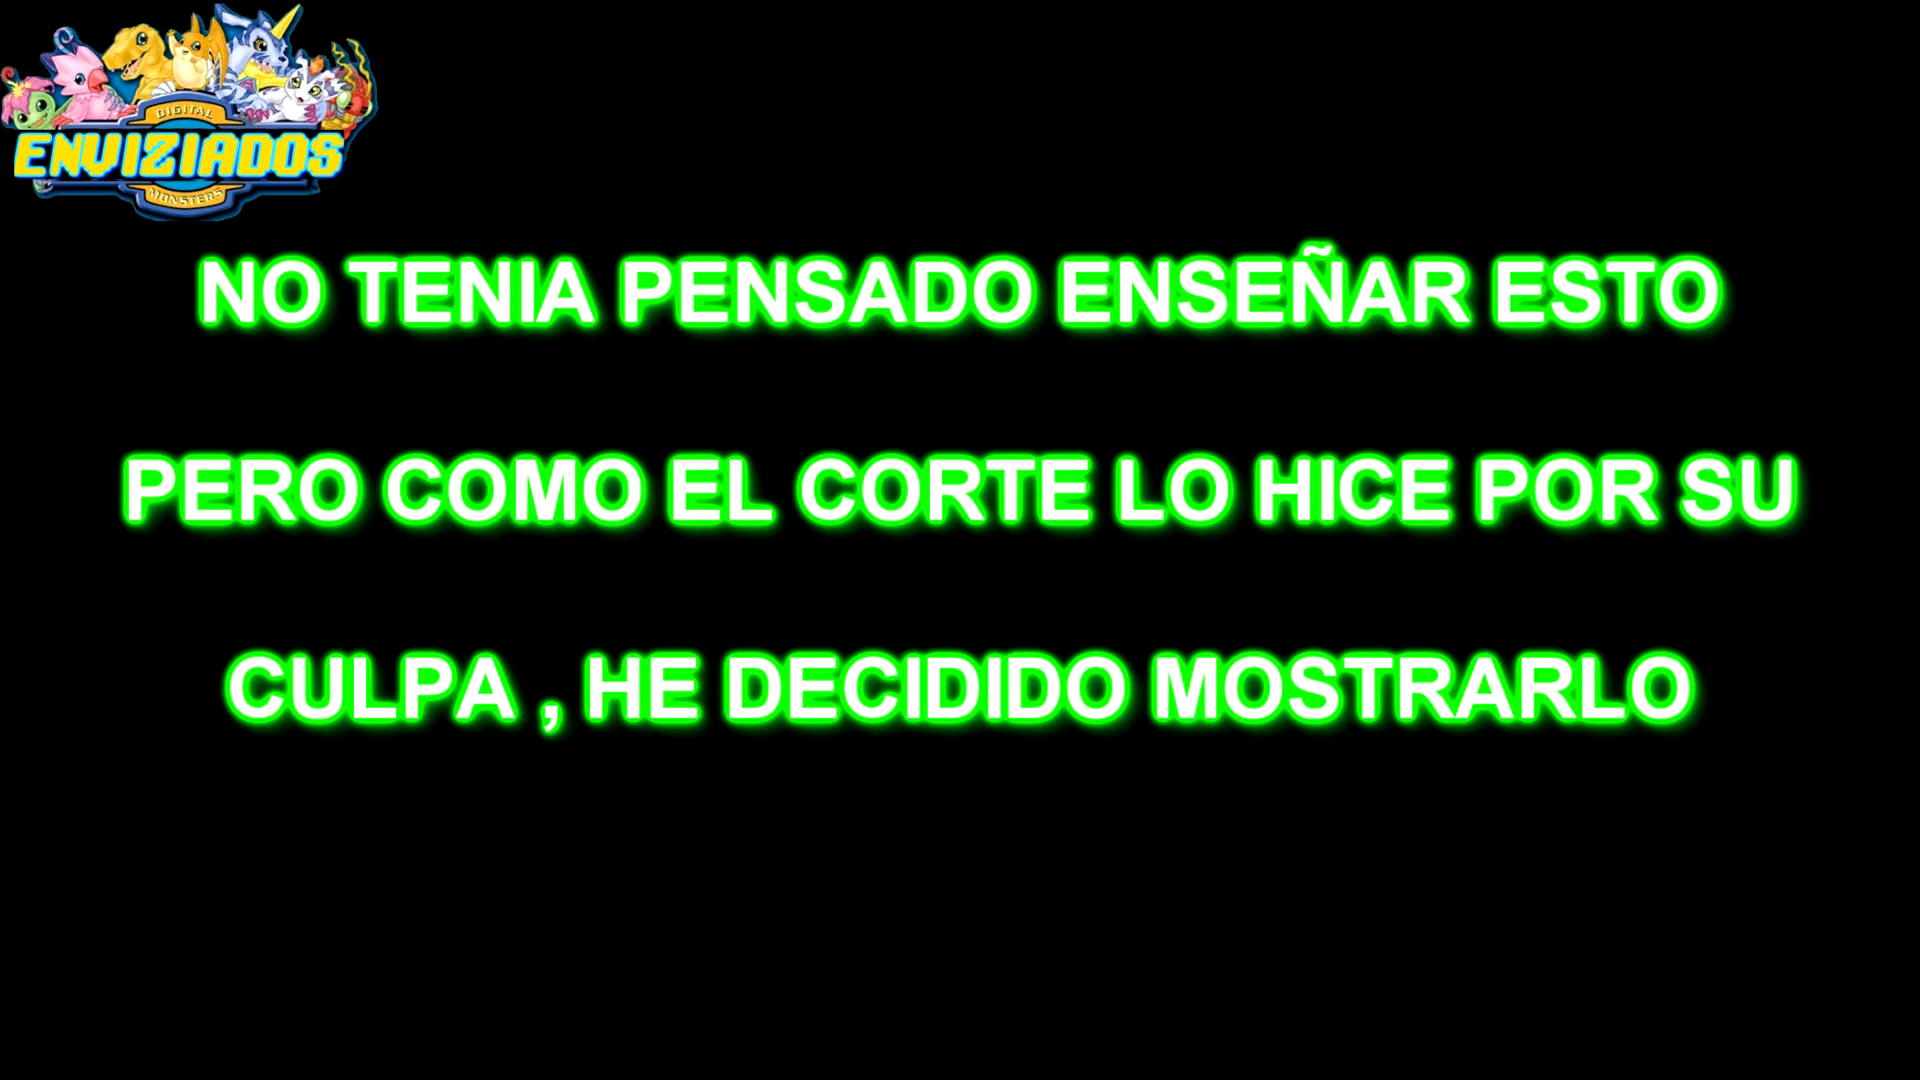 DIGITAL
ENVIZIADOS
MONSTERS
NO TENIA PENSADO ENSEÑAR ESTO
PERO COMO EL CORTE LO HICE POR SU
CULPA , HE DECIDIDO MOSTRARLO